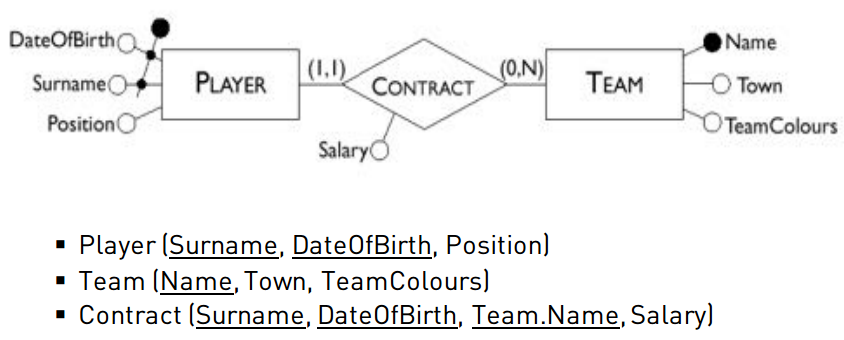 DateOfBirth
Surname
Position
PLAYER
(1,1)
CONTRACT
Salary
(0,N)
TEAM
Name
Town
TeamColours
▪ Player (Surname, DateOfBirth, Position)
▪ Team (Name, Town, TeamColours)
▪ Contract (Surname, DateOfBirth, Team.Name, Salary)